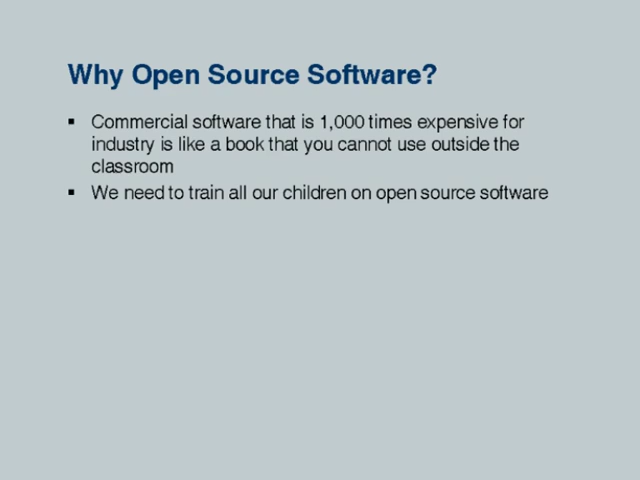 Why Open Source Software?
▪ Commercial software that is 1,000 times expensive for
industry is like a book that you cannot use outside the
classroom
▪ We need to train all our children on open source software